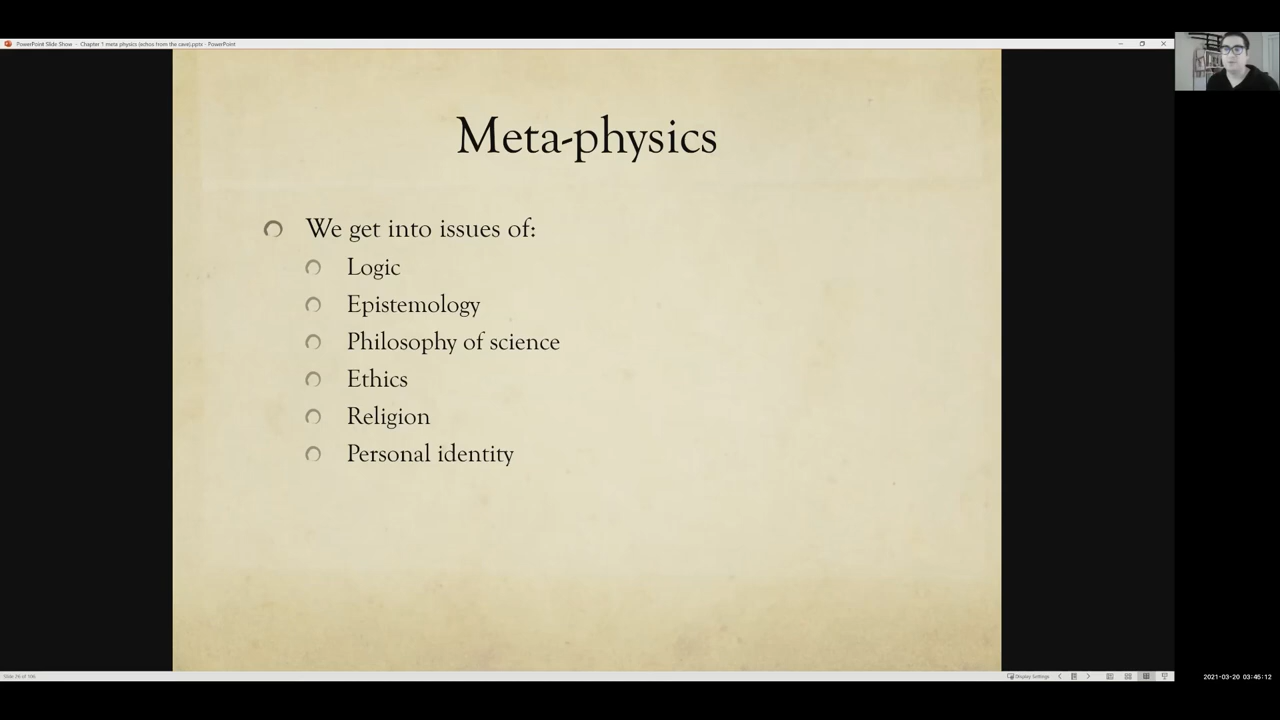 PowerPoint Slide Show - Chapter 1 meta physics (echos from the cave).pptx - PowerPoint
Meta-physics
We get into issues of:
Logic
Epistemology
Philosophy of science
Ethics
Religion
Personal identity
Display Settings
2021-03-20 03:45:12